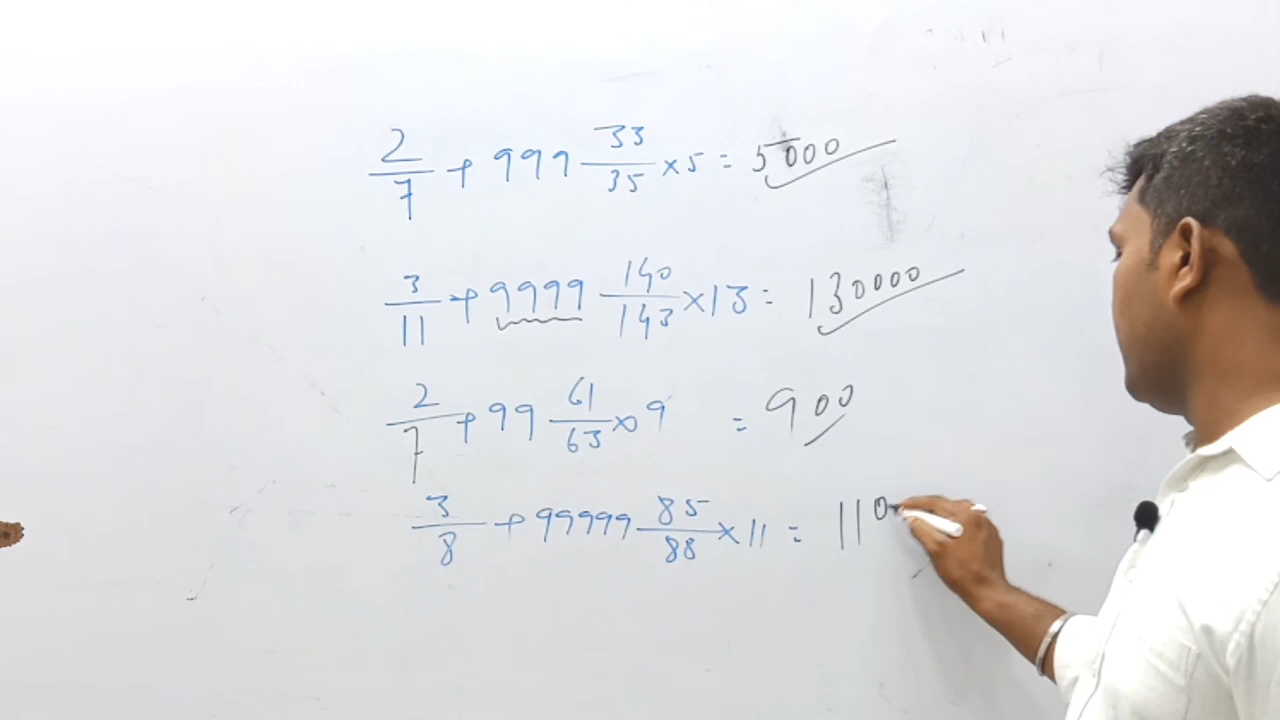 2/7 + 999 33/35 × 5 = 5000
3/11 + 9999 140/143 × 13 = 130000
2/7 + 99 61/63 × 9 = 900
3/8 + 99999 85/88 × 11 = 110